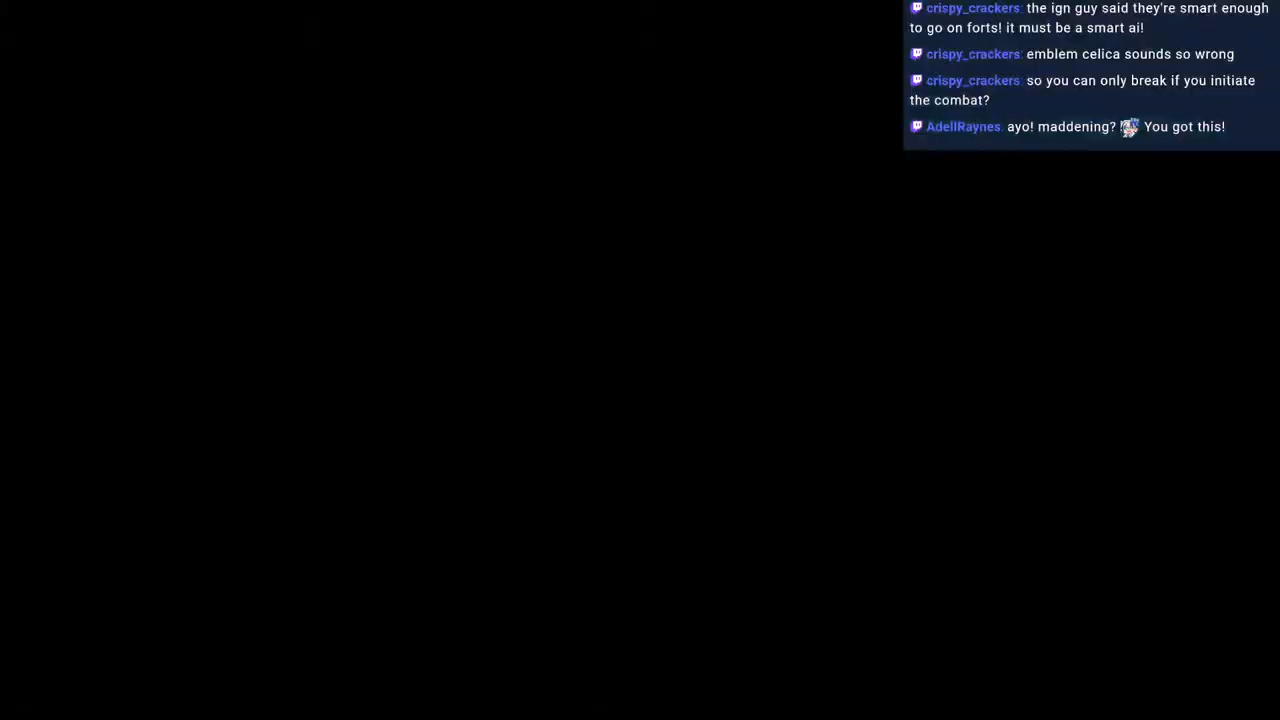 crispy_crackers: the ign guy said they're smart enough
to go on forts! it must be a smart ai!
crispy_crackers: emblem celica sounds so wrong
crispy_crackers: so you can only break if you initiate
the combat?
AdellRaynes: ayo! maddening? You got this!